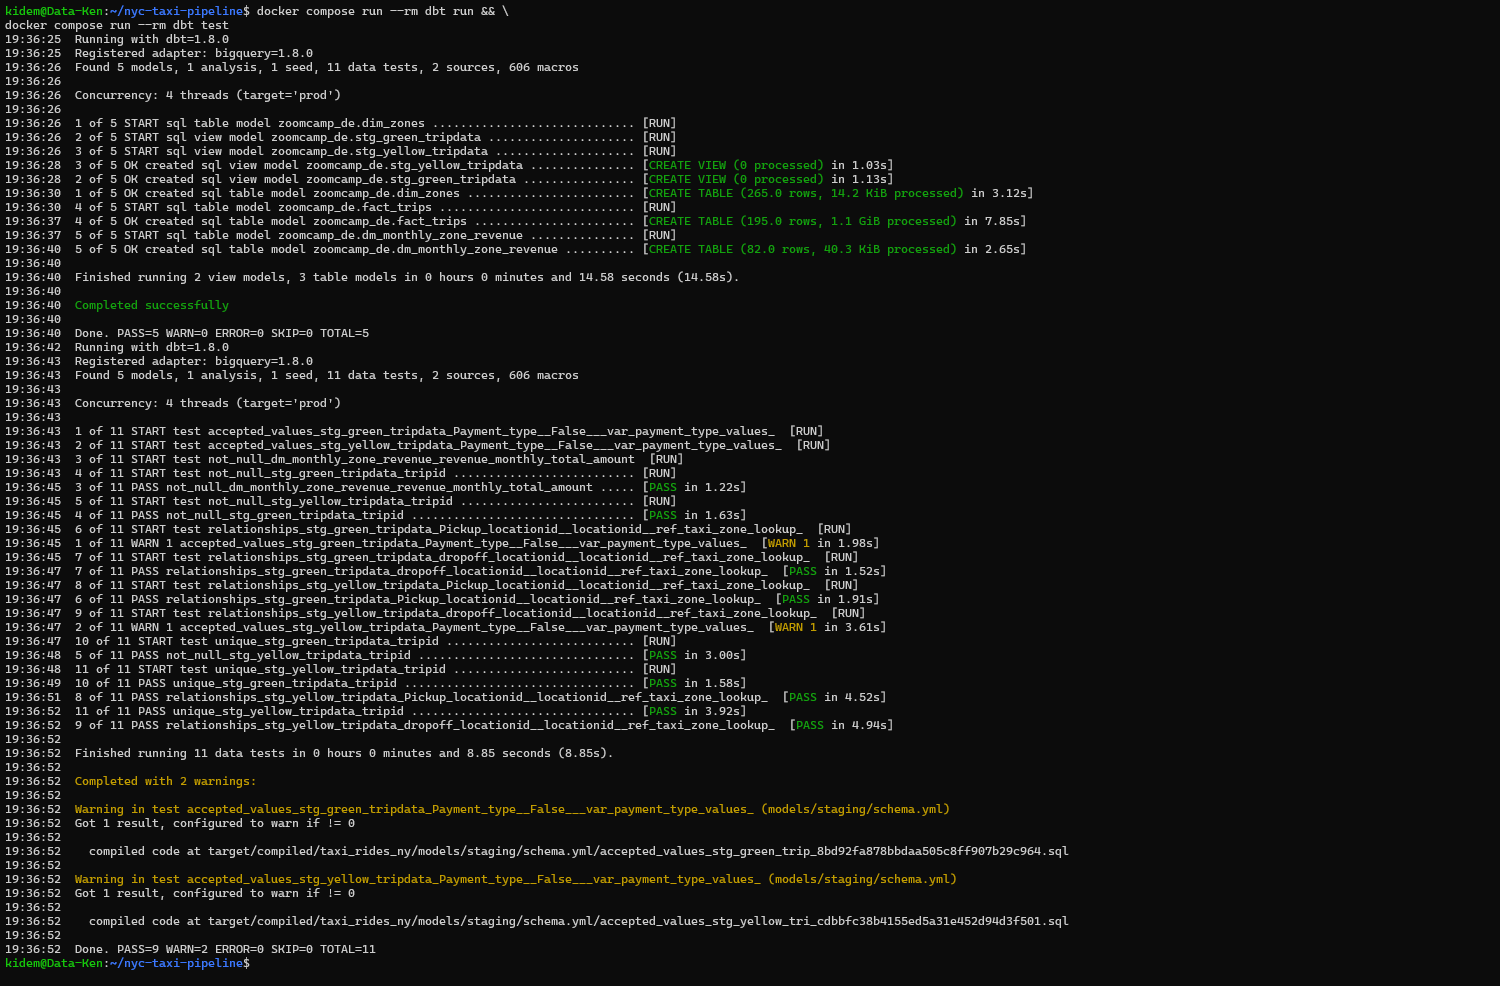 kidem@Data-Ken:~/nyc-taxi-pipeline$ docker compose run --rm dbt run && \
docker compose run --rm dbt test
19:36:25  Running with dbt=1.8.0
19:36:25  Registered adapter: bigquery=1.8.0
19:36:26  Found 5 models, 1 analysis, 1 seed, 11 data tests, 2 sources, 606 macros
19:36:26
19:36:26  Concurrency: 4 threads (target='prod')
19:36:26
19:36:26  1 of 5 START sql table model zoomcamp_de.dim_zones ............................. [RUN]
19:36:26  2 of 5 START sql view model zoomcamp_de.stg_green_tripdata ..................... [RUN]
19:36:26  3 of 5 START sql view model zoomcamp_de.stg_yellow_tripdata .................... [RUN]
19:36:28  3 of 5 OK created sql view model zoomcamp_de.stg_yellow_tripdata ............... [CREATE VIEW (0 processed) in 1.03s]
19:36:28  2 of 5 OK created sql view model zoomcamp_de.stg_green_tripdata ................ [CREATE VIEW (0 processed) in 1.13s]
19:36:30  1 of 5 OK created sql table model zoomcamp_de.dim_zones ........................ [CREATE TABLE (265.0 rows, 14.2 KiB processed) in 3.12s]
19:36:30  4 of 5 START sql table model zoomcamp_de.fact_trips ............................ [RUN]
19:36:37  4 of 5 OK created sql table model zoomcamp_de.fact_trips ....................... [CREATE TABLE (195.0 rows, 1.1 GiB processed) in 7.85s]
19:36:37  5 of 5 START sql table model zoomcamp_de.dm_monthly_zone_revenue ............... [RUN]
19:36:40  5 of 5 OK created sql table model zoomcamp_de.dm_monthly_zone_revenue .......... [CREATE TABLE (82.0 rows, 40.3 KiB processed) in 2.65s]
19:36:40
19:36:40  Finished running 2 view models, 3 table models in 0 hours 0 minutes and 14.58 seconds (14.58s).
19:36:40
19:36:40  Completed successfully
19:36:40
19:36:40  Done. PASS=5 WARN=0 ERROR=0 SKIP=0 TOTAL=5
19:36:42  Running with dbt=1.8.0
19:36:43  Registered adapter: bigquery=1.8.0
19:36:43  Found 5 models, 1 analysis, 1 seed, 11 data tests, 2 sources, 606 macros
19:36:43
19:36:43  Concurrency: 4 threads (target='prod')
19:36:43
19:36:43  1 of 11 START test accepted_values_stg_green_tripdata_Payment_type__False___var_payment_type_values_  [RUN]
19:36:43  2 of 11 START test accepted_values_stg_yellow_tripdata_Payment_type__False___var_payment_type_values_  [RUN]
19:36:43  3 of 11 START test not_null_dm_monthly_zone_revenue_revenue_monthly_total_amount  [RUN]
19:36:43  4 of 11 START test not_null_stg_green_tripdata_tripid .......................... [RUN]
19:36:45  3 of 11 PASS not_null_dm_monthly_zone_revenue_revenue_monthly_total_amount ..... [PASS in 1.22s]
19:36:45  5 of 11 START test not_null_stg_yellow_tripdata_tripid ......................... [RUN]
19:36:45  4 of 11 PASS not_null_stg_green_tripdata_tripid ................................ [PASS in 1.63s]
19:36:45  6 of 11 START test relationships_stg_green_tripdata_Pickup_locationid__locationid__ref_taxi_zone_lookup_  [RUN]
19:36:45  1 of 11 WARN 1 accepted_values_stg_green_tripdata_Payment_type__False___var_payment_type_values_  [WARN 1 in 1.98s]
19:36:45  7 of 11 START test relationships_stg_green_tripdata_dropoff_locationid__locationid__ref_taxi_zone_lookup_  [RUN]
19:36:47  7 of 11 PASS relationships_stg_green_tripdata_dropoff_locationid__locationid__ref_taxi_zone_lookup_  [PASS in 1.52s]
19:36:47  8 of 11 START test relationships_stg_yellow_tripdata_Pickup_locationid__locationid__ref_taxi_zone_lookup_  [RUN]
19:36:47  6 of 11 PASS relationships_stg_green_tripdata_Pickup_locationid__locationid__ref_taxi_zone_lookup_  [PASS in 1.91s]
19:36:47  9 of 11 START test relationships_stg_yellow_tripdata_dropoff_locationid__locationid__ref_taxi_zone_lookup_  [RUN]
19:36:47  2 of 11 WARN 1 accepted_values_stg_yellow_tripdata_Payment_type__False___var_payment_type_values_  [WARN 1 in 3.61s]
19:36:47  10 of 11 START test unique_stg_green_tripdata_tripid ........................... [RUN]
19:36:48  5 of 11 PASS not_null_stg_yellow_tripdata_tripid ............................... [PASS in 3.00s]
19:36:48  11 of 11 START test unique_stg_yellow_tripdata_tripid .......................... [RUN]
19:36:49  10 of 11 PASS unique_stg_green_tripdata_tripid ................................. [PASS in 1.58s]
19:36:51  8 of 11 PASS relationships_stg_yellow_tripdata_Pickup_locationid__locationid__ref_taxi_zone_lookup_  [PASS in 4.52s]
19:36:52  11 of 11 PASS unique_stg_yellow_tripdata_tripid ................................ [PASS in 3.92s]
19:36:52  9 of 11 PASS relationships_stg_yellow_tripdata_dropoff_locationid__locationid__ref_taxi_zone_lookup_  [PASS in 4.94s]
19:36:52
19:36:52  Finished running 11 data tests in 0 hours 0 minutes and 8.85 seconds (8.85s).
19:36:52
19:36:52  Completed with 2 warnings:
19:36:52
19:36:52  Warning in test accepted_values_stg_green_tripdata_Payment_type__False___var_payment_type_values_ (models/staging/schema.yml)
19:36:52  Got 1 result, configured to warn if != 0
19:36:52
19:36:52    compiled code at target/compiled/taxi_rides_ny/models/staging/schema.yml/accepted_values_stg_green_trip_8bd92fa878bbdaa505c8ff907b29c964.sql
19:36:52
19:36:52  Warning in test accepted_values_stg_yellow_tripdata_Payment_type__False___var_payment_type_values_ (models/staging/schema.yml)
19:36:52  Got 1 result, configured to warn if != 0
19:36:52
19:36:52    compiled code at target/compiled/taxi_rides_ny/models/staging/schema.yml/accepted_values_stg_yellow_tri_cdbbfc38b4155ed5a31e452d94d3f501.sql
19:36:52
19:36:52  Done. PASS=9 WARN=2 ERROR=0 SKIP=0 TOTAL=11
kidem@Data-Ken:~/nyc-taxi-pipeline$